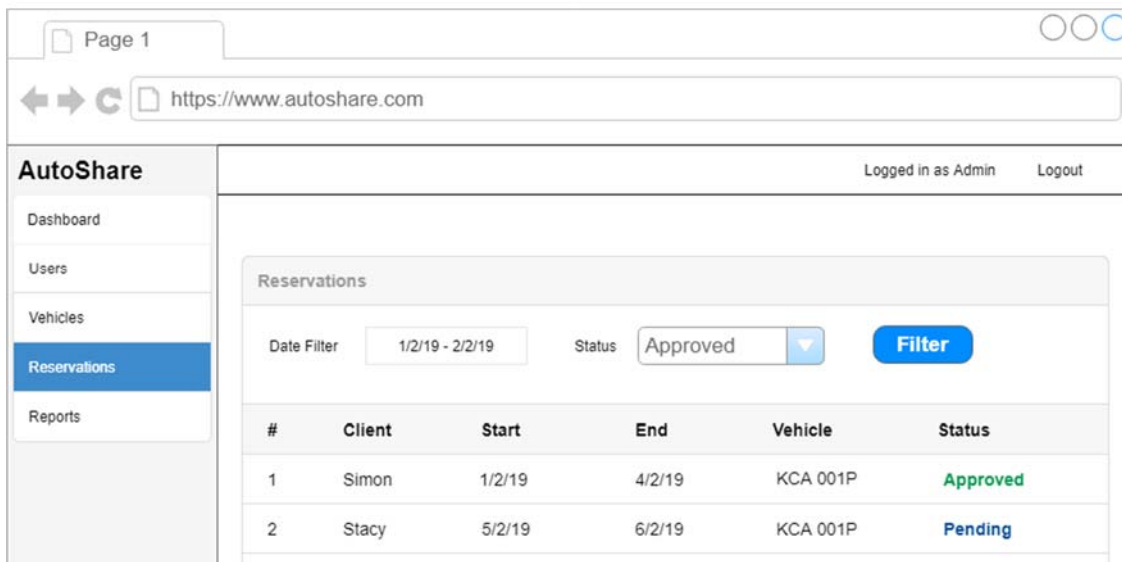 Page 1
https://www.autoshare.com
AutoShare
Logged in as Admin Logout
Dashboard
Users
Vehicles
Reservations
Reports
Reservations
Date Filter 1/2/19 - 2/2/19 Status Approved Filter
# Client Start End Vehicle Status
1 Simon 1/2/19 4/2/19 KCA 001P Approved
2 Stacy 5/2/19 6/2/19 KCA 001P Pending